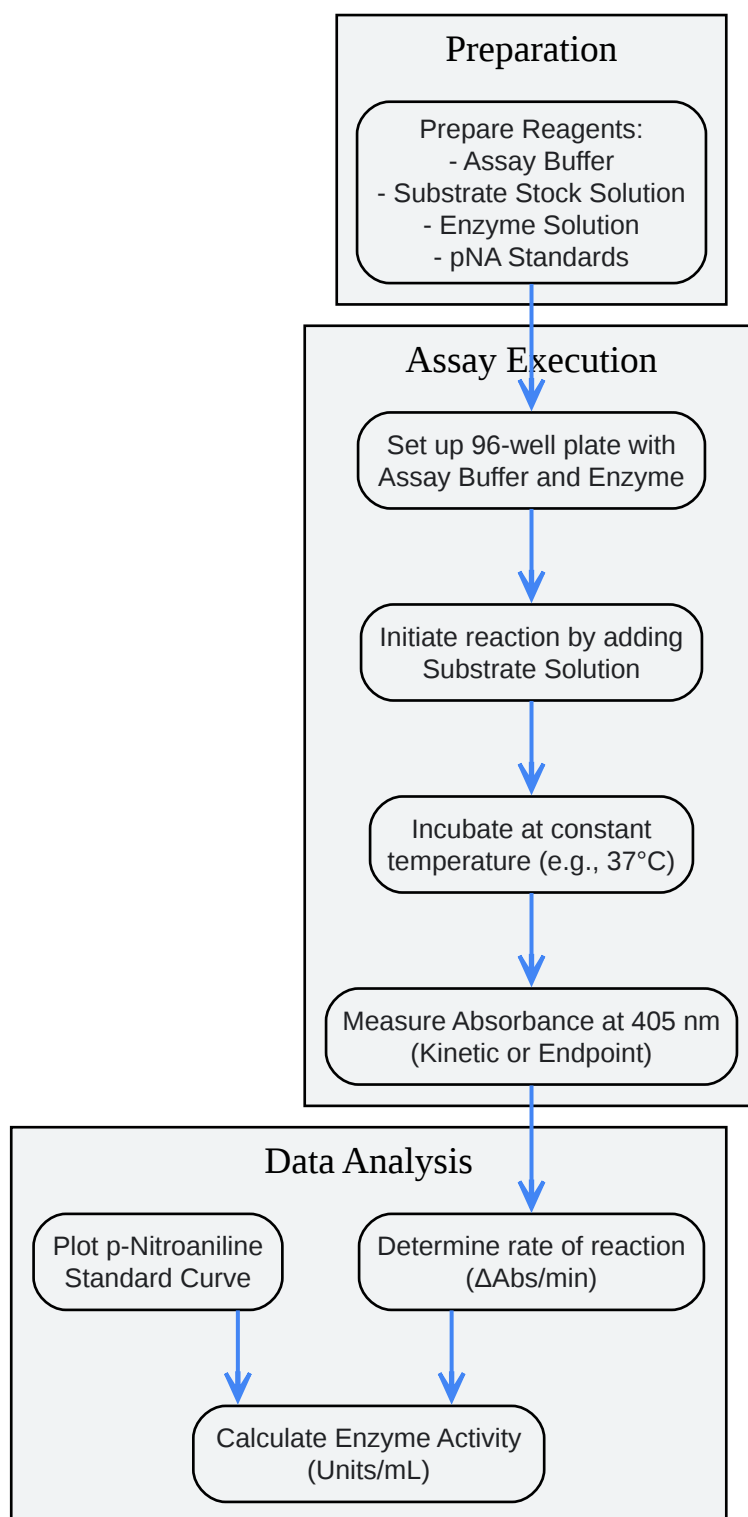 Preparation
Prepare Reagents:
- Assay Buffer
- Substrate Stock Solution
- Enzyme Solution
- pNA Standards
Assay Execution
Set up 96-well plate with
Assay Buffer and Enzyme
Initiate reaction by adding
Substrate Solution
Incubate at constant
temperature (e.g., 37°C)
Measure Absorbance at 405 nm
(Kinetic or Endpoint)
Data Analysis
Plot p-Nitroaniline
Standard Curve
Determine rate of reaction
(ΔAbs/min)
Calculate Enzyme Activity
(Units/mL)